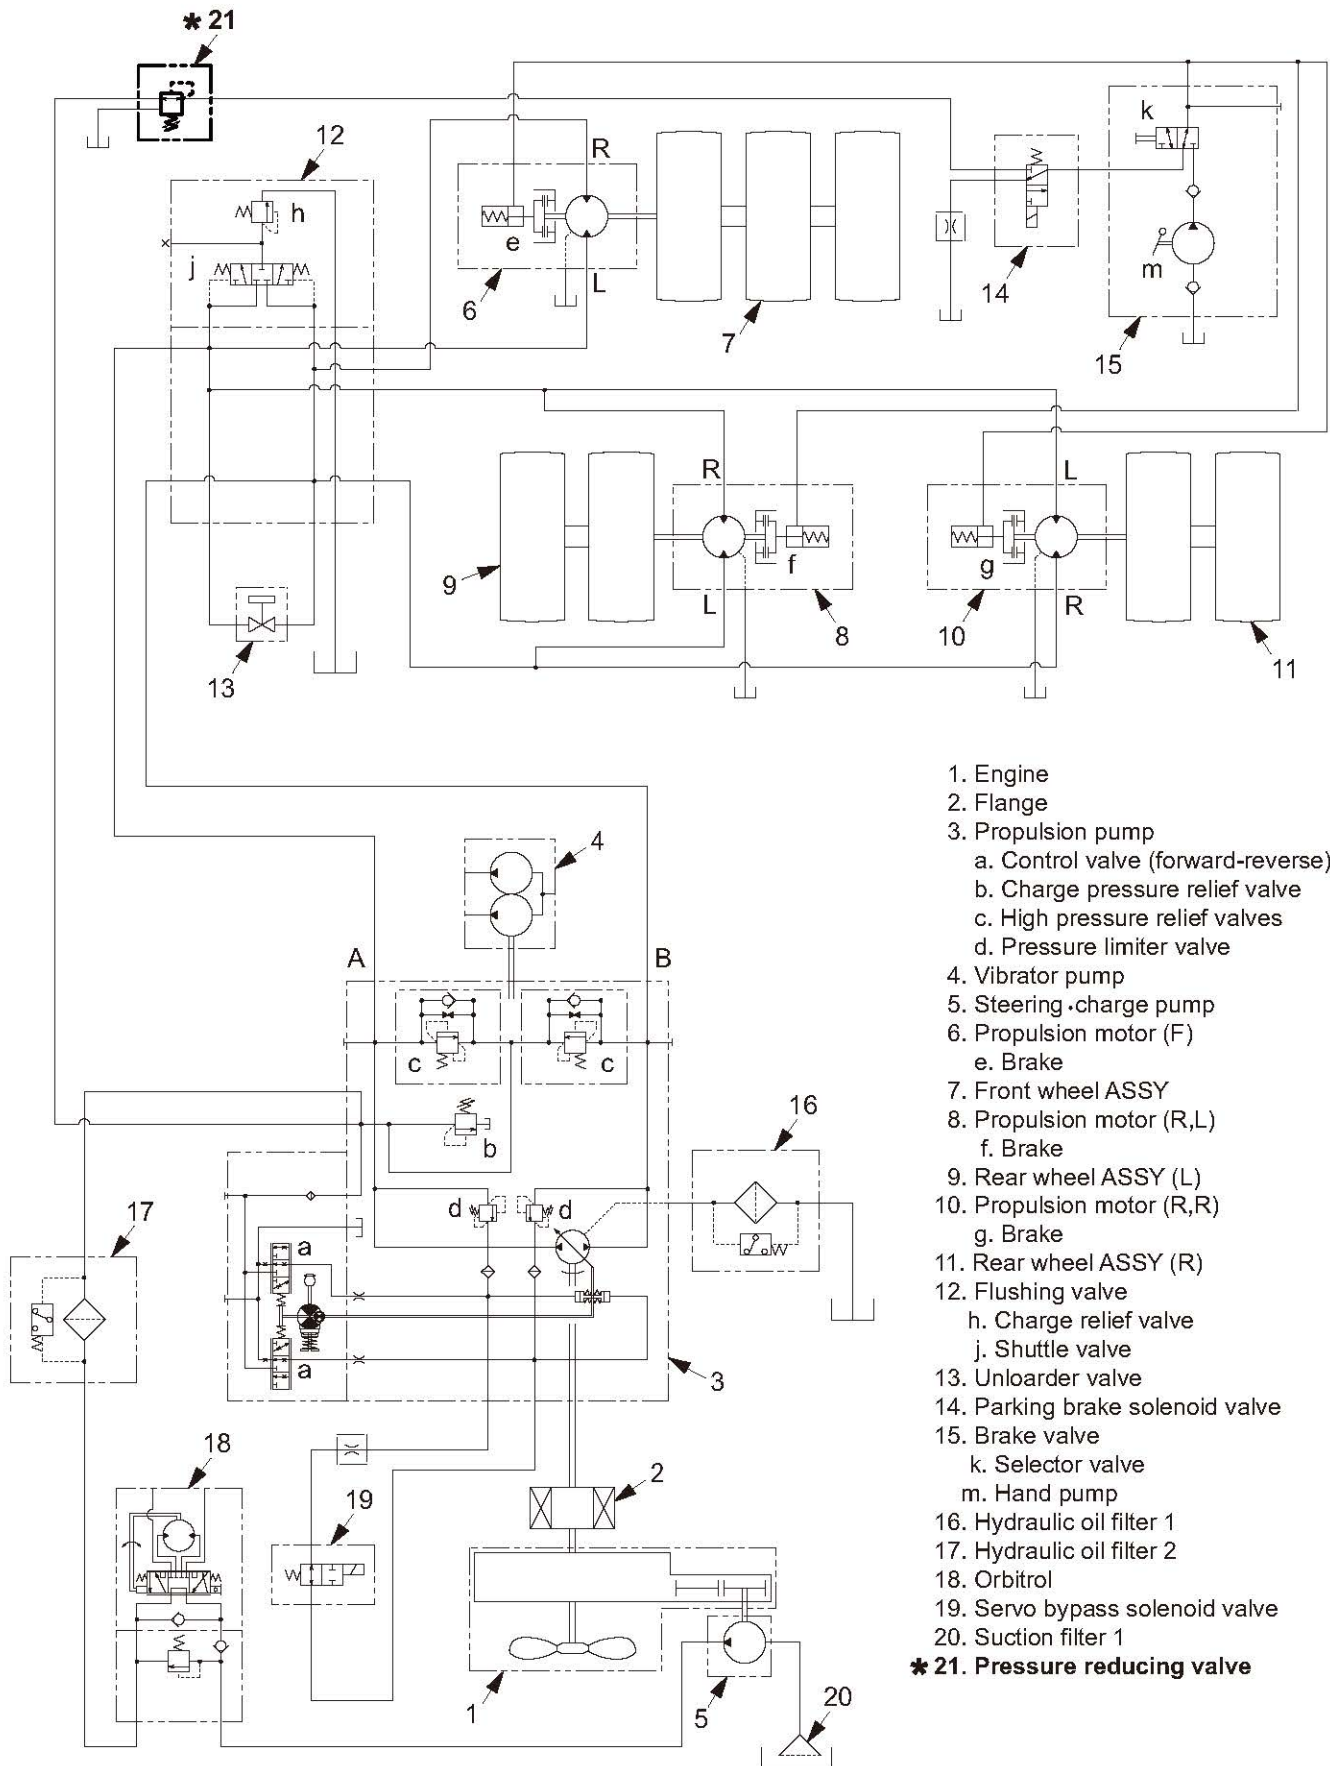 * 21
12
R
k
h
j
e
m
L
6
7
14
15
R
L
f
g
9
L
R
8
10
11
13
4
A
B
c
c
b
16
17
d
d
a
a
3
18
19
2
1
5
20
1. Engine
2. Flange
3. Propulsion pump
a. Control valve (forward-reverse)
b. Charge pressure relief valve
c. High pressure relief valves
d. Pressure limiter valve
4. Vibrator pump
5. Steering·charge pump
6. Propulsion motor (F)
e. Brake
7. Front wheel ASSY
8. Propulsion motor (R,L)
f. Brake
9. Rear wheel ASSY (L)
10. Propulsion motor (R,R)
g. Brake
11. Rear wheel ASSY (R)
12. Flushing valve
h. Charge relief valve
j. Shuttle valve
13. Unloarder valve
14. Parking brake solenoid valve
15. Brake valve
k. Selector valve
m. Hand pump
16. Hydraulic oil filter 1
17. Hydraulic oil filter 2
18. Orbitrol
19. Servo bypass solenoid valve
20. Suction filter 1
* 21. Pressure reducing valve